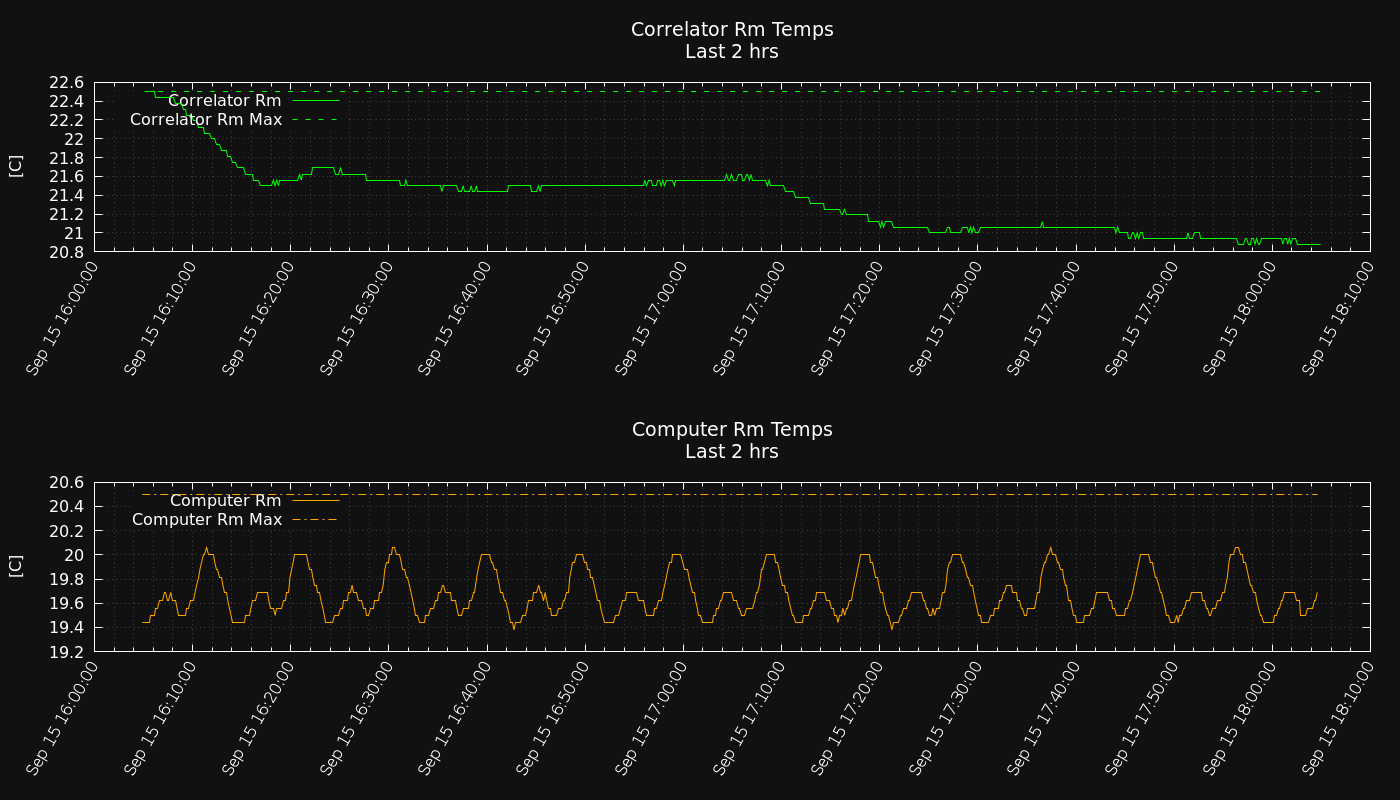 Correlator Rm Temps
Last 2 hrs
22.6
22.4
22.2
22
21.8
21.6
21.4
21.2
21
20.8
[C]
Correlator Rm
Correlator Rm Max
Sep 15 16:00:00
Sep 15 16:10:00
Sep 15 16:20:00
Sep 15 16:30:00
Sep 15 16:40:00
Sep 15 16:50:00
Sep 15 17:00:00
Sep 15 17:10:00
Sep 15 17:20:00
Sep 15 17:30:00
Sep 15 17:40:00
Sep 15 17:50:00
Sep 15 18:00:00
Sep 15 18:10:00
Computer Rm Temps
Last 2 hrs
20.6
20.4
20.2
20
19.8
19.6
19.4
19.2
[C]
Computer Rm
Computer Rm Max
Sep 15 16:00:00
Sep 15 16:10:00
Sep 15 16:20:00
Sep 15 16:30:00
Sep 15 16:40:00
Sep 15 16:50:00
Sep 15 17:00:00
Sep 15 17:10:00
Sep 15 17:20:00
Sep 15 17:30:00
Sep 15 17:40:00
Sep 15 17:50:00
Sep 15 18:00:00
Sep 15 18:10:00